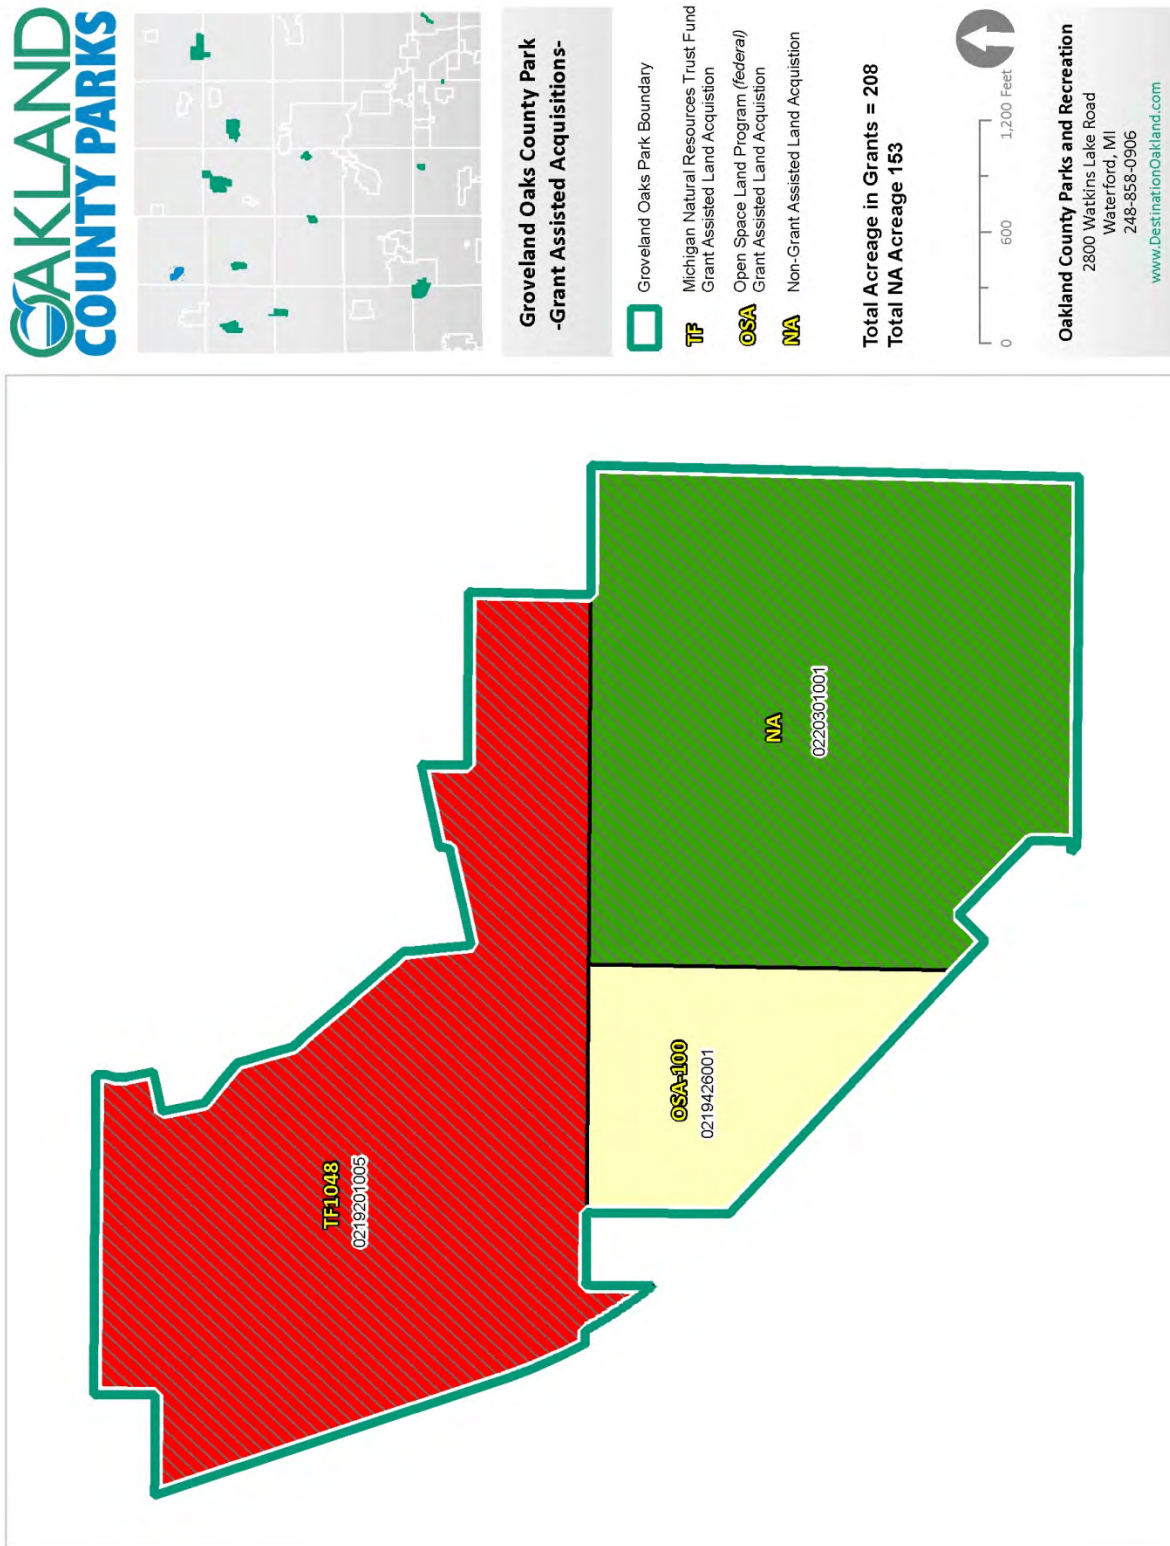 OAKLAND
COUNTY PARKS
Groveland Oaks County Park
-Grant Assisted Acquisitions-
Groveland Oaks Park Boundary
TF
Michigan Natural Resources Trust Fund
Grant Assisted Land Acquistion
OSA
Open Space Land Program (federal)
Grant Assisted Land Acquistion
NA
Non-Grant Assisted Land Acquistion
Total Acreage in Grants = 208
Total NA Acreage 153
0
600
1,200 Feet
Oakland County Parks and Recreation
2800 Watkins Lake Road
Waterford, MI
248-858-0906
www.DestinationOakland.com
TF1048
0219201005
OSA-100
0219426001
NA
0220301001